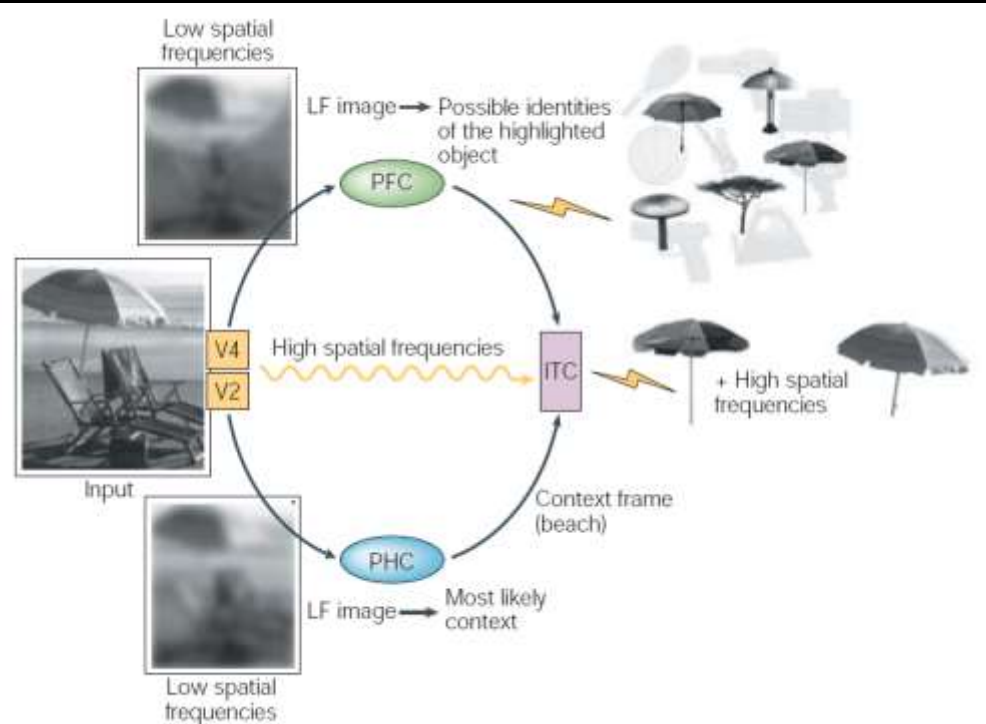 Low spatial
frequencies
LF image → Possible identities
of the highlighted
object
PFC
V4
V2
High spatial frequencies
ITC
+ High spatial
frequencies
Input
Context frame
(beach)
PHC
LF image → Most likely
context
Low spatial
frequencies